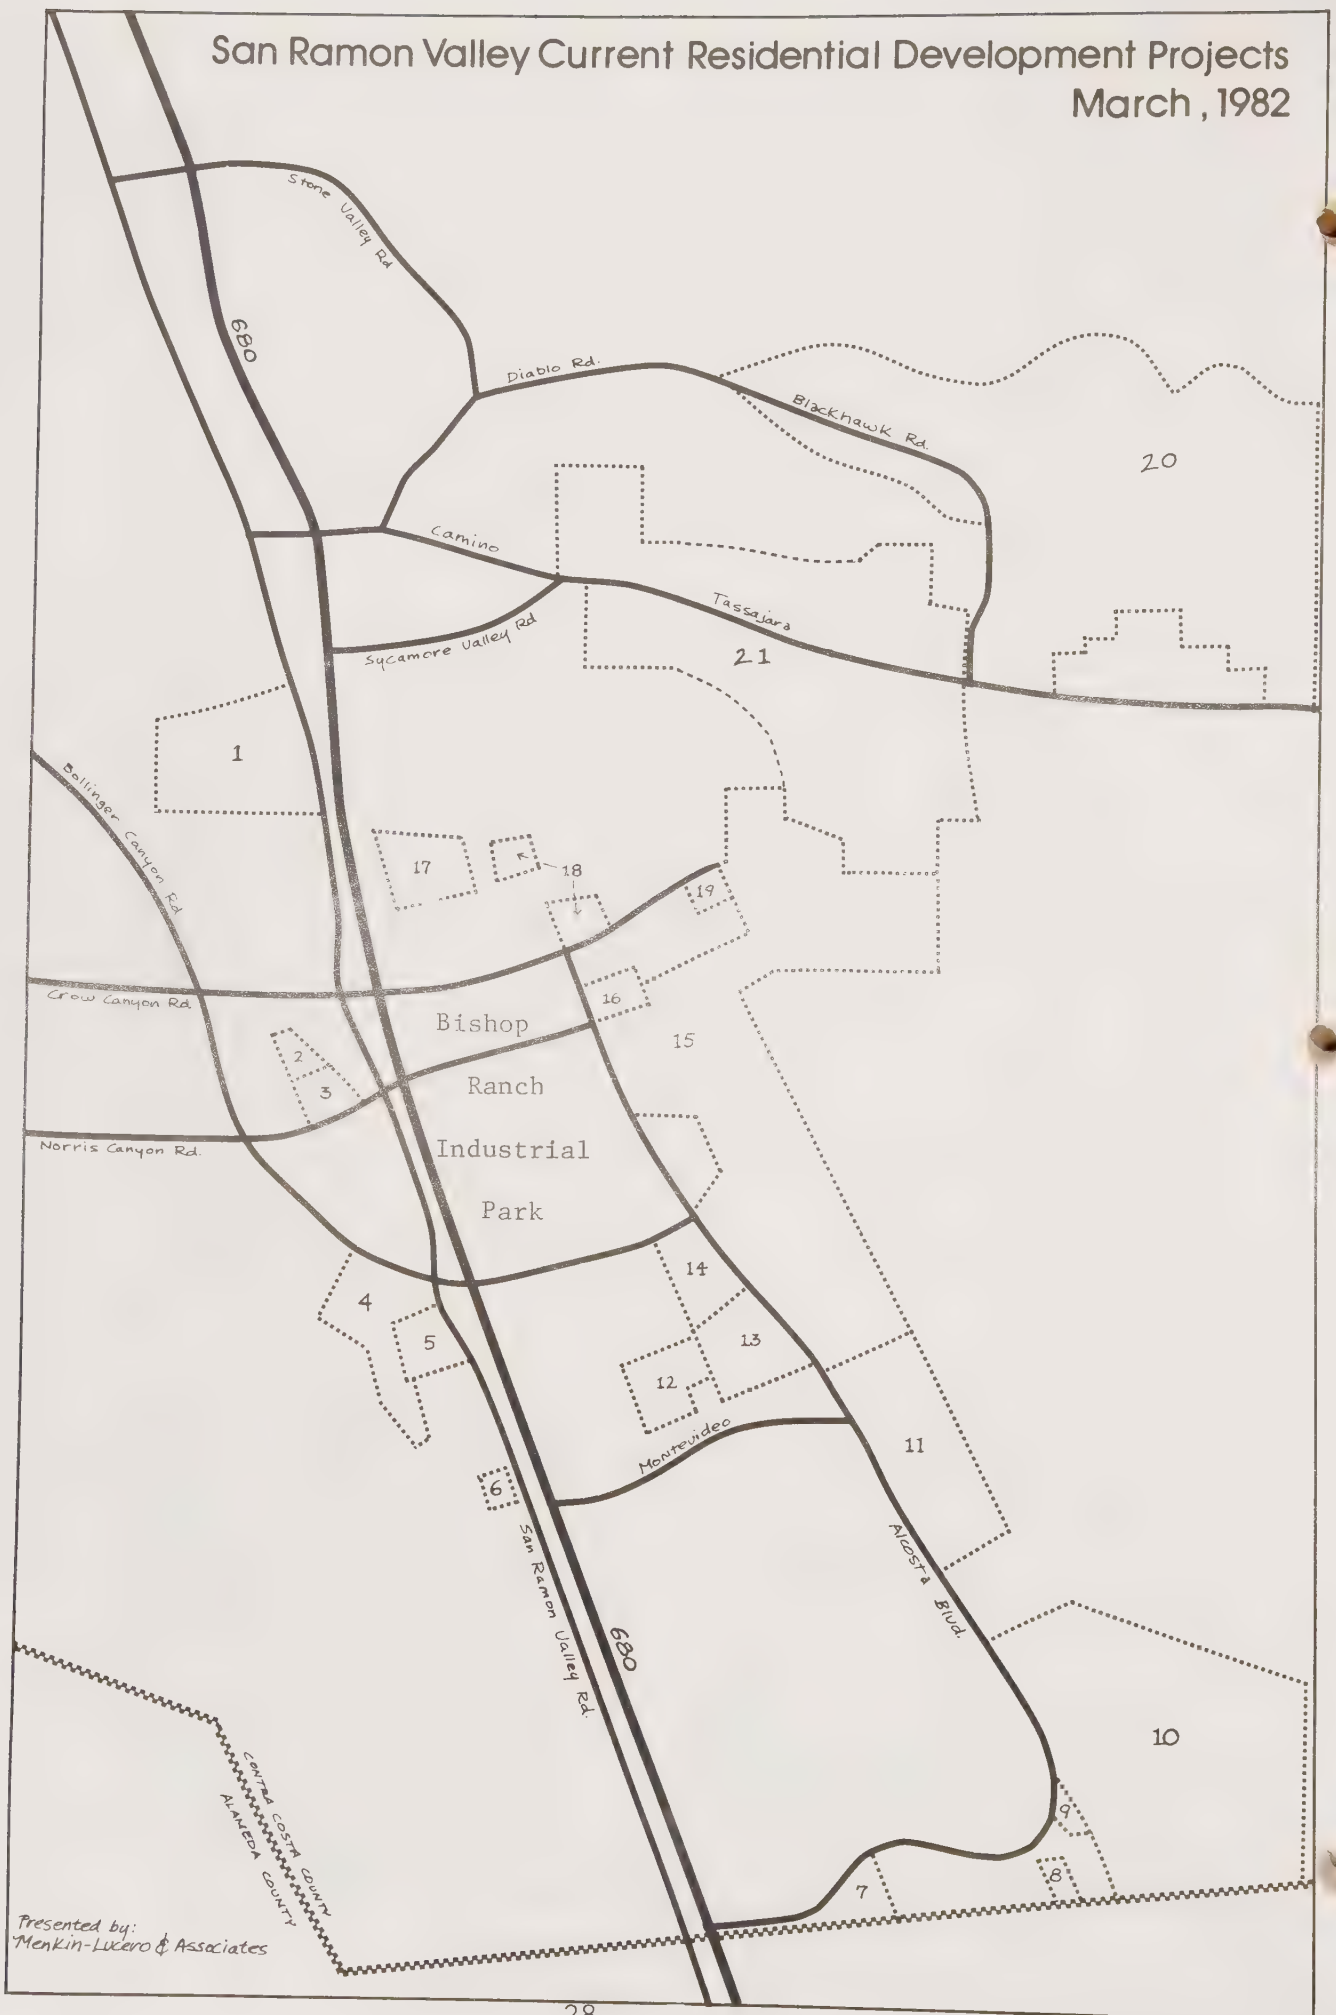 San Ramon Valley Current Residential Development Projects
March, 1982
Stone Valley Rd
680
Diablo Rd.
Blackhawk Rd.
20
Camino
Tassajara
Sycamore Valley Rd
21
1
Bollinger Canyon Rd
17
18
19
Crow Canyon Rd.
16
Bishop
Ranch
Industrial
Park
15
2
3
Norris Canyon Rd.
14
4
5
13
12
Montevideo
11
6
San Ramon Valley Rd.
Alcosta Blvd.
680
10
9
8
7
CONTRA COSTA COUNTY
ALAMEDA COUNTY
Presented by:
Menkin-Lucero & Associates
28